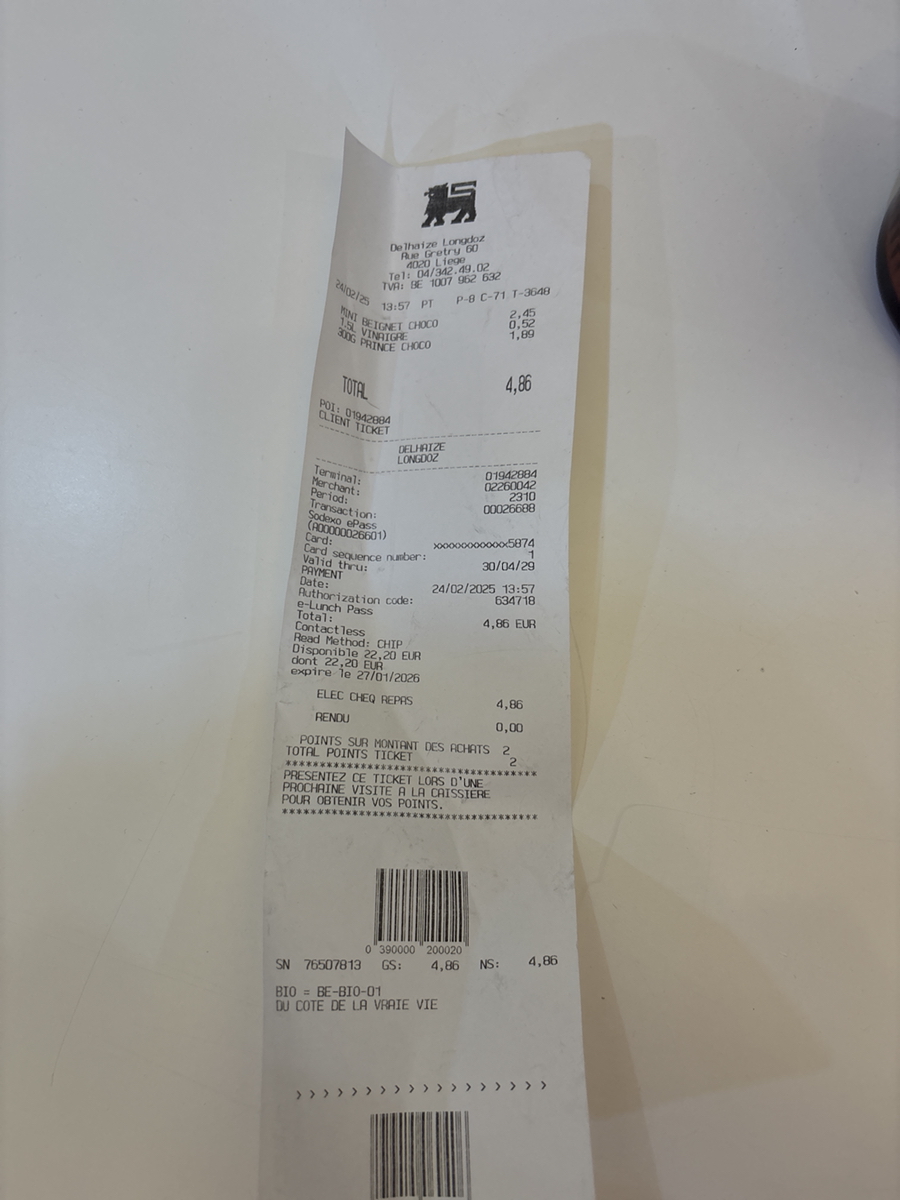 Delhaize Longdoz
Rue Gretry 60
4020 Liege
Tel: 04/342.49.02
TVA: BE 1007 962 632
24/02/25 13:57 PT P-8 C-71 T-3648
MINI BEIGNET CHOCO 2,45
1.5L VINAIGRE 0,52
300G PRINCE CHOCO 1,89
TOTAL 4,86
POI: 01942884
CLIENT TICKET
DELHAIZE
LONGDOZ
Terminal: 01942884
Merchant: 02260042
Period: 2310
Transaction: 00026688
Sodexo ePass
(A00000026601)
Card: xxxxxxxxxxxx5874
Card sequence number: 1
Valid thru: 30/04/29
PAYMENT
Date: 24/02/2025 13:57
Authorization code: 634718
e-Lunch Pass
Total: 4,86 EUR
Contactless
Read Method: CHIP
Disponible 22,20 EUR
dont 22,20 EUR
expire le 27/01/2026
ELEC CHEQ REPAS 4,86
RENDU 0,00
POINTS SUR MONTANT DES ACHATS 2
TOTAL POINTS TICKET 2
************************************
PRESENTEZ CE TICKET LORS D'UNE
PROCHAINE VISITE A LA CAISSIERE
POUR OBTENIR VOS POINTS.
************************************
0 390000 200020
SN 76507813 GS: 4,86 NS: 4,86
BIO = BE-BIO-01
DU COTE DE LA VRAIE VIE
› › › › › › › › › › › › › › › › › ›